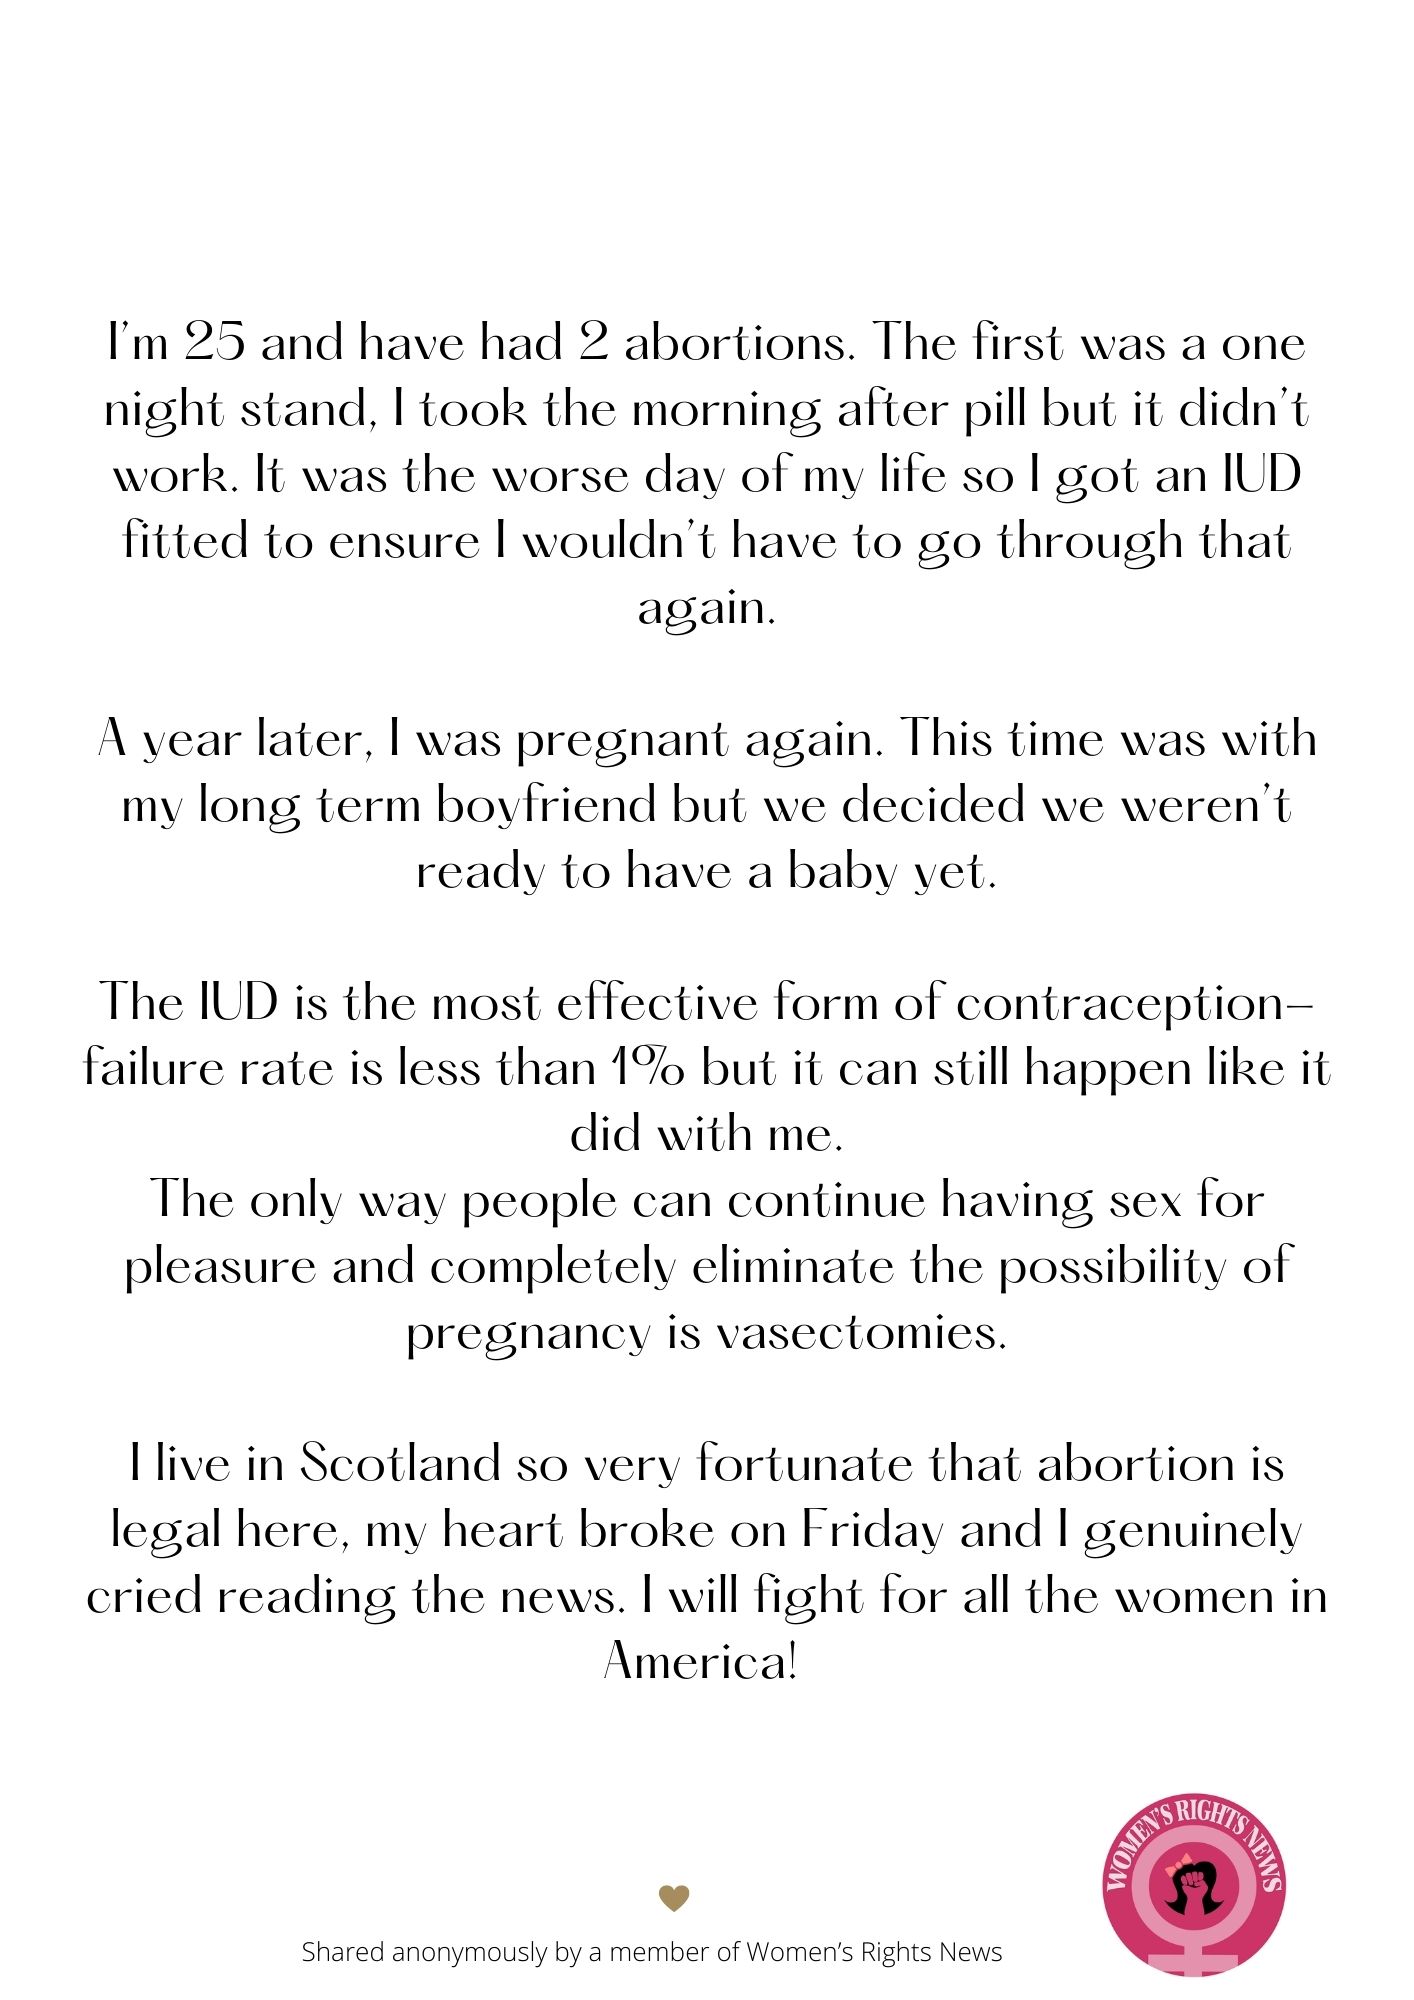 I'm 25 and have had 2 abortions. The first was a one
night stand, I took the morning after pill but it didn't
work. It was the worse day of my life so I got an IUD
fitted to ensure I wouldn't have to go through that
again.
A year later, I was pregnant again. This time was with
my long term boyfriend but we decided we weren't
ready to have a baby yet.
The IUD is the most effective form of contraception–
failure rate is less than 1% but it can still happen like it
did with me.
The only way people can continue having sex for
pleasure and completely eliminate the possibility of
pregnancy is vasectomies.
I live in Scotland so very fortunate that abortion is
legal here, my heart broke on Friday and I genuinely
cried reading the news. I will fight for all the women in
America!
WOMEN'S RIGHTS NEWS
Shared anonymously by a member of Women's Rights News